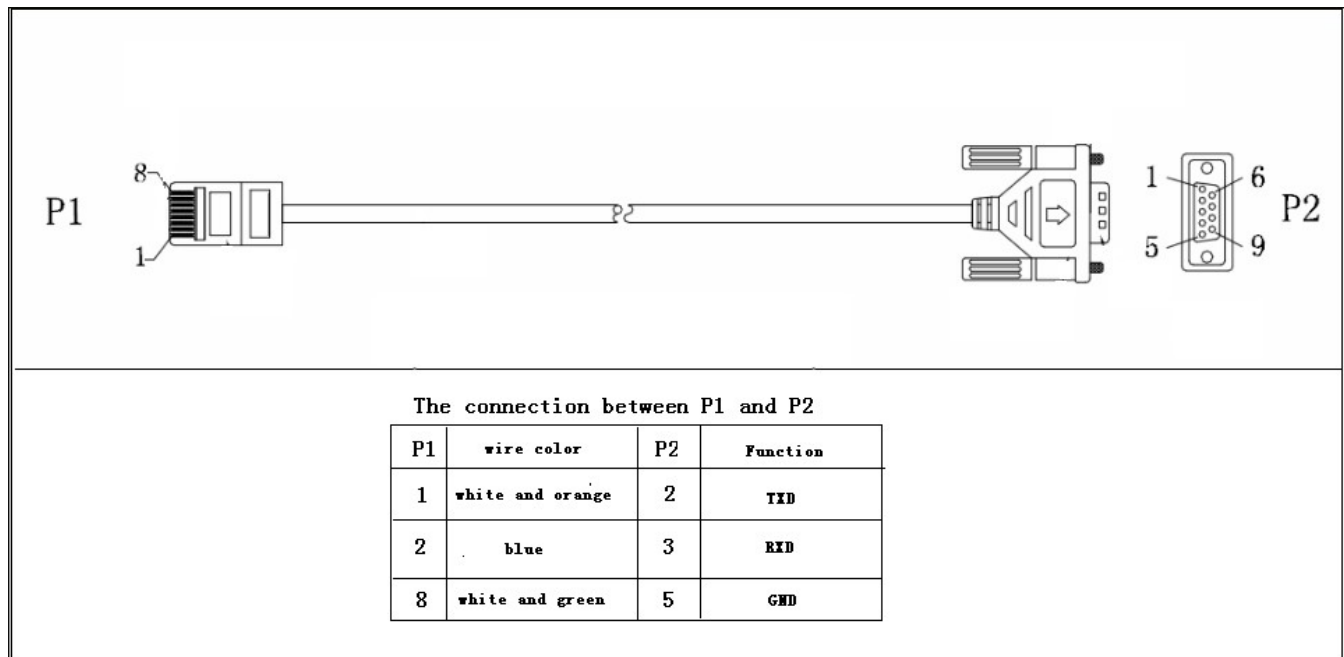 8
1 6
P1 P2
1 5 9
The connection between P1 and P2
P1 wire color P2 Function
1 white and orange 2 TXD
2 blue 3 RXD
8 white and green 5 GND